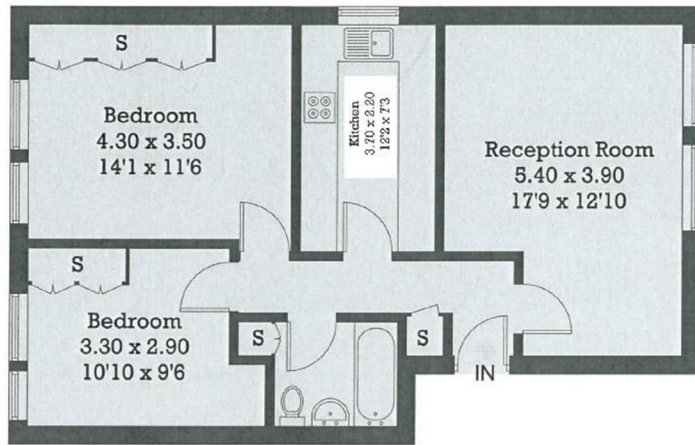 S
Bedroom
4.30 x 3.50
14'1 x 11'6
Kitchen
3.70 x 2.20
12'2 x 7'3
Reception Room
5.40 x 3.90
17'9 x 12'10
S
Bedroom
3.30 x 2.90
10'10 x 9'6
S
S
IN